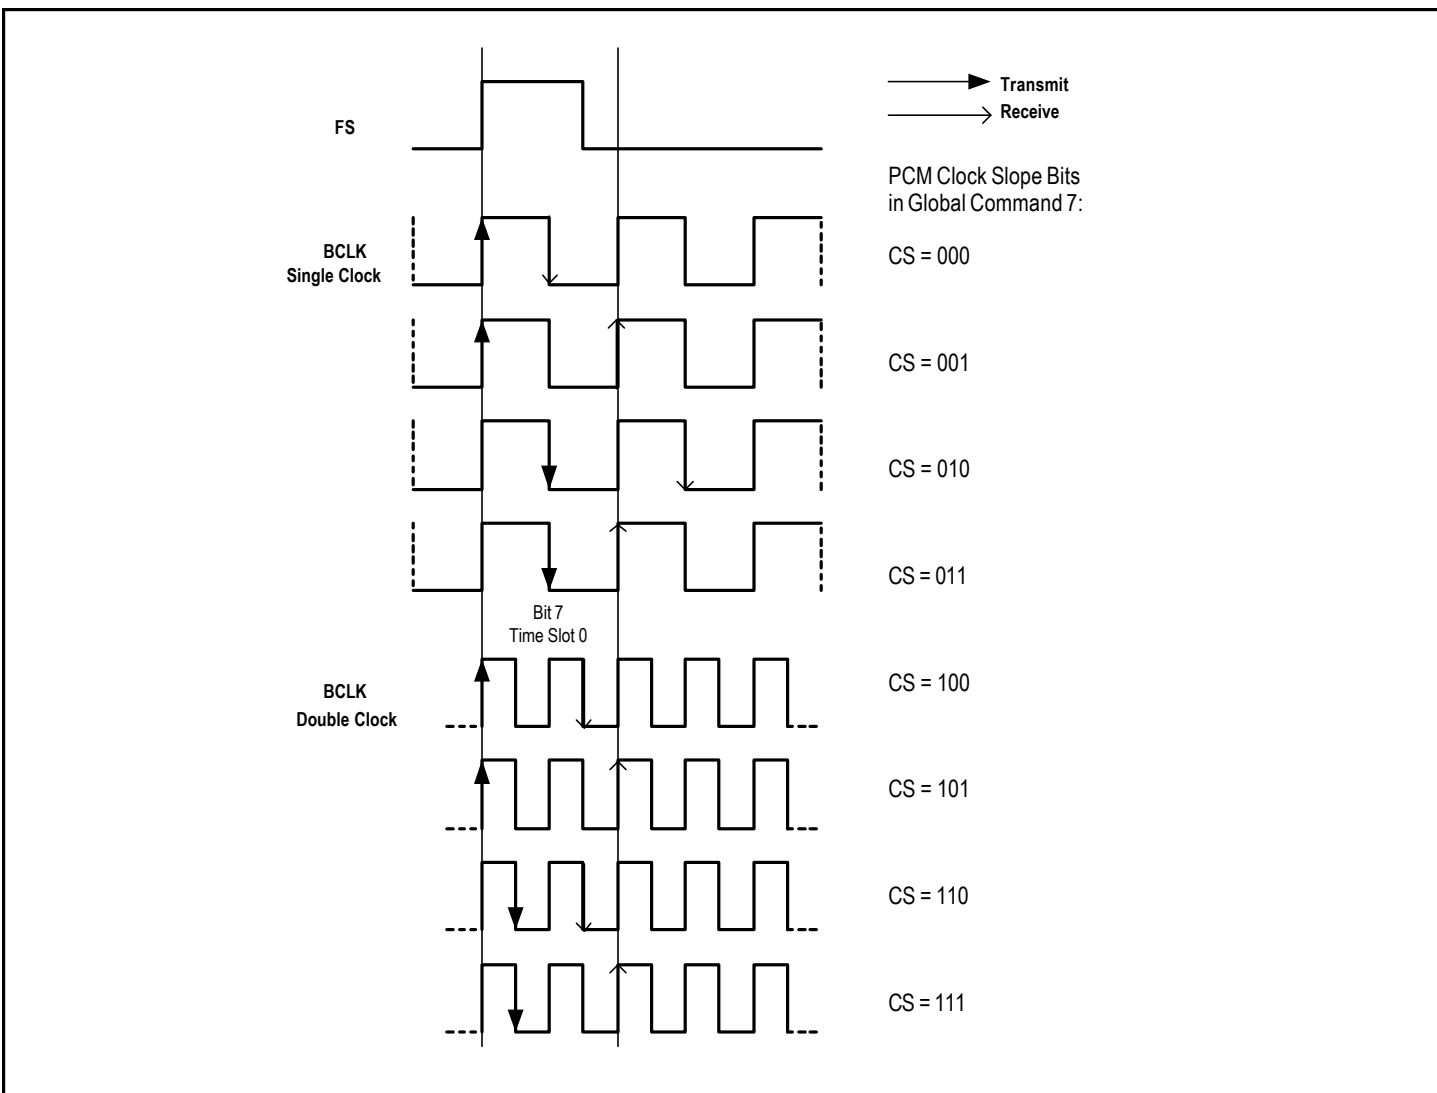 Transmit
Receive
FS
PCM Clock Slope Bits
in Global Command 7:
BCLK
Single Clock
CS = 000
CS = 001
CS = 010
CS = 011
Bit 7
Time Slot 0
BCLK
Double Clock
CS = 100
CS = 101
CS = 110
CS = 111